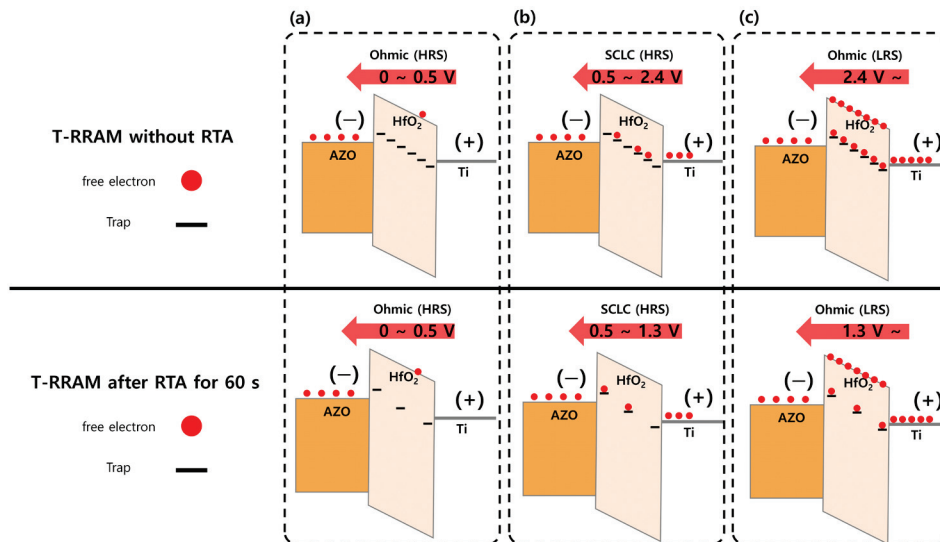 (a)
(b)
(c)
T-RRAM without RTA
free electron
Trap
Ohmic (HRS)
0 ~ 0.5 V
HfO2
(—)
(+)
AZO
Ti
SCLC (HRS)
0.5 ~ 2.4 V
HfO2
(—)
(+)
AZO
Ti
Ohmic (LRS)
2.4 V ~
HfO2
(—)
(+)
AZO
Ti
T-RRAM after RTA for 60 s
free electron
Trap
Ohmic (HRS)
0 ~ 0.5 V
HfO2
(—)
(+)
AZO
Ti
SCLC (HRS)
0.5 ~ 1.3 V
HfO2
(—)
(+)
AZO
Ti
Ohmic (LRS)
1.3 V ~
HfO2
(—)
(+)
AZO
Ti